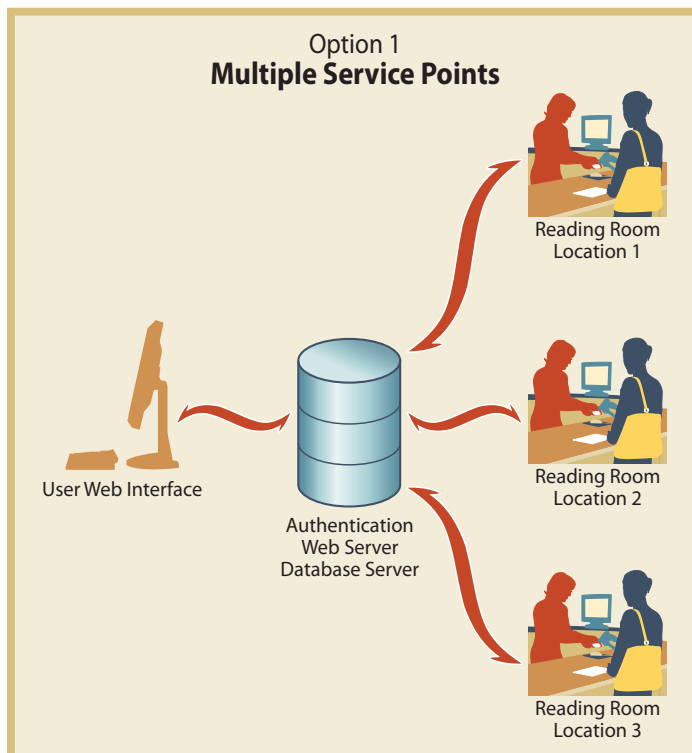 Option 1
Multiple Service Points
Reading Room
Location 1
User Web Interface
Authentication
Web Server
Database Server
Reading Room
Location 2
Reading Room
Location 3